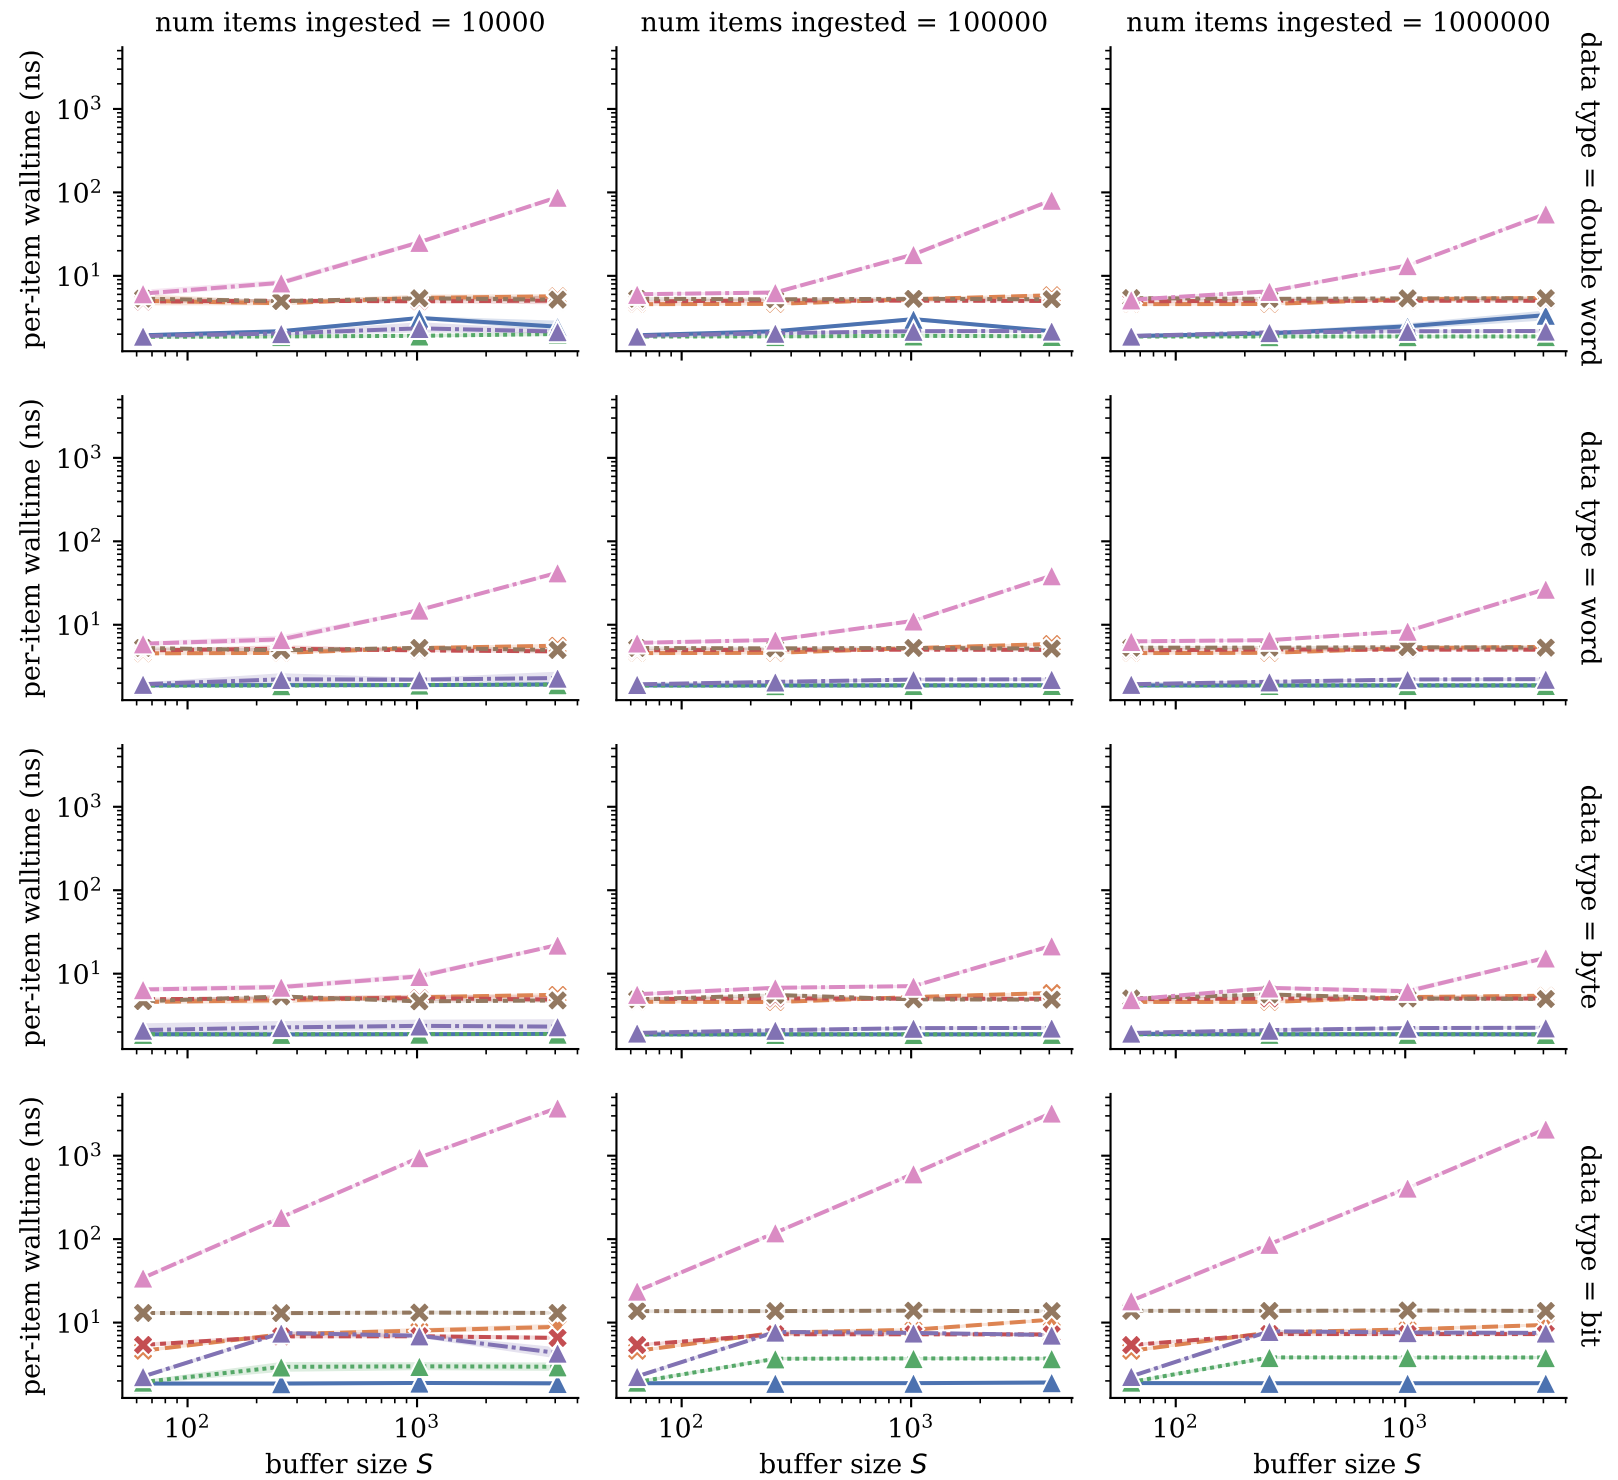 num items ingested = 10000
num items ingested = 100000
num items ingested = 1000000
per-item walltime (ns)
10³
10²
10¹
data type = double word
per-item walltime (ns)
10³
10²
10¹
data type = word
per-item walltime (ns)
10³
10²
10¹
data type = byte
per-item walltime (ns)
10³
10²
10¹
data type = bit
10² 10³
10² 10³
10² 10³
buffer size S
buffer size S
buffer size S